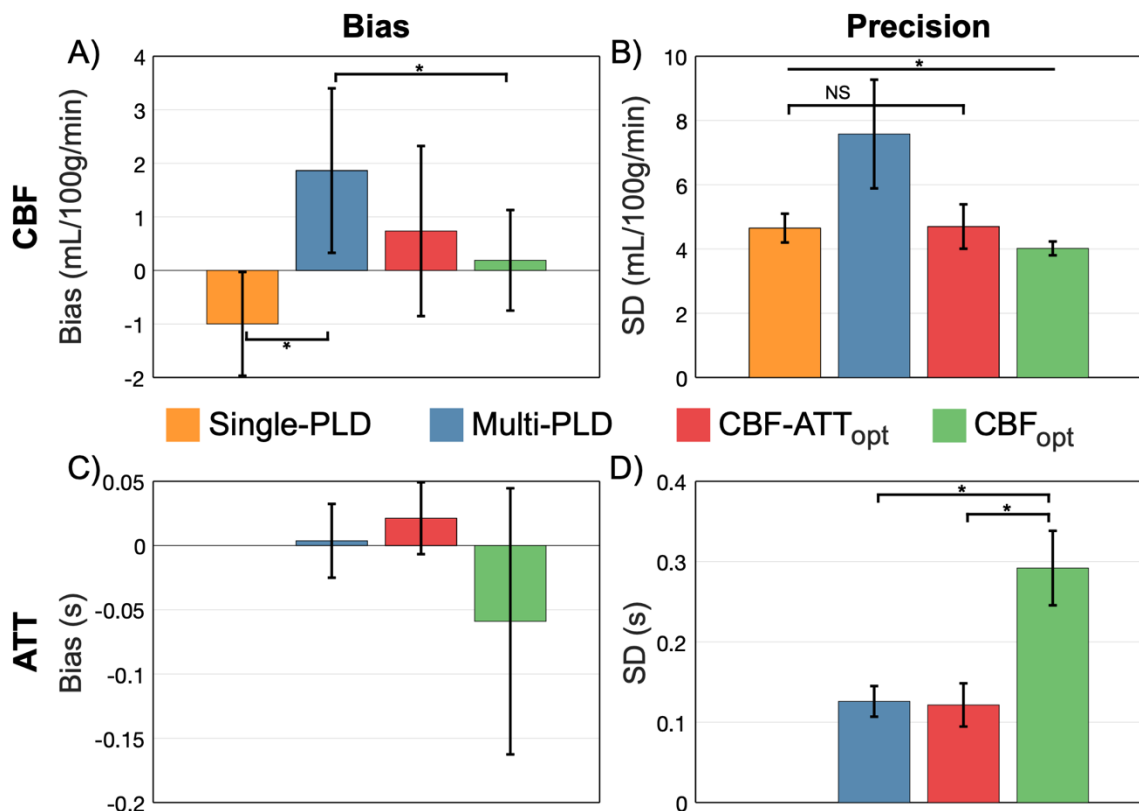 Bias
Precision
A)
B)
CBF
Bias (mL/100g/min)
4
3
2
1
0
-1
-2
*
*
SD (mL/100g/min)
10
8
6
4
2
0
*
NS
Single-PLD
Multi-PLD
CBF-ATTopt
CBFopt
C)
D)
ATT
Bias (s)
0.05
0
-0.05
-0.1
-0.15
-0.2
SD (s)
0.4
0.3
0.2
0.1
0
*
*